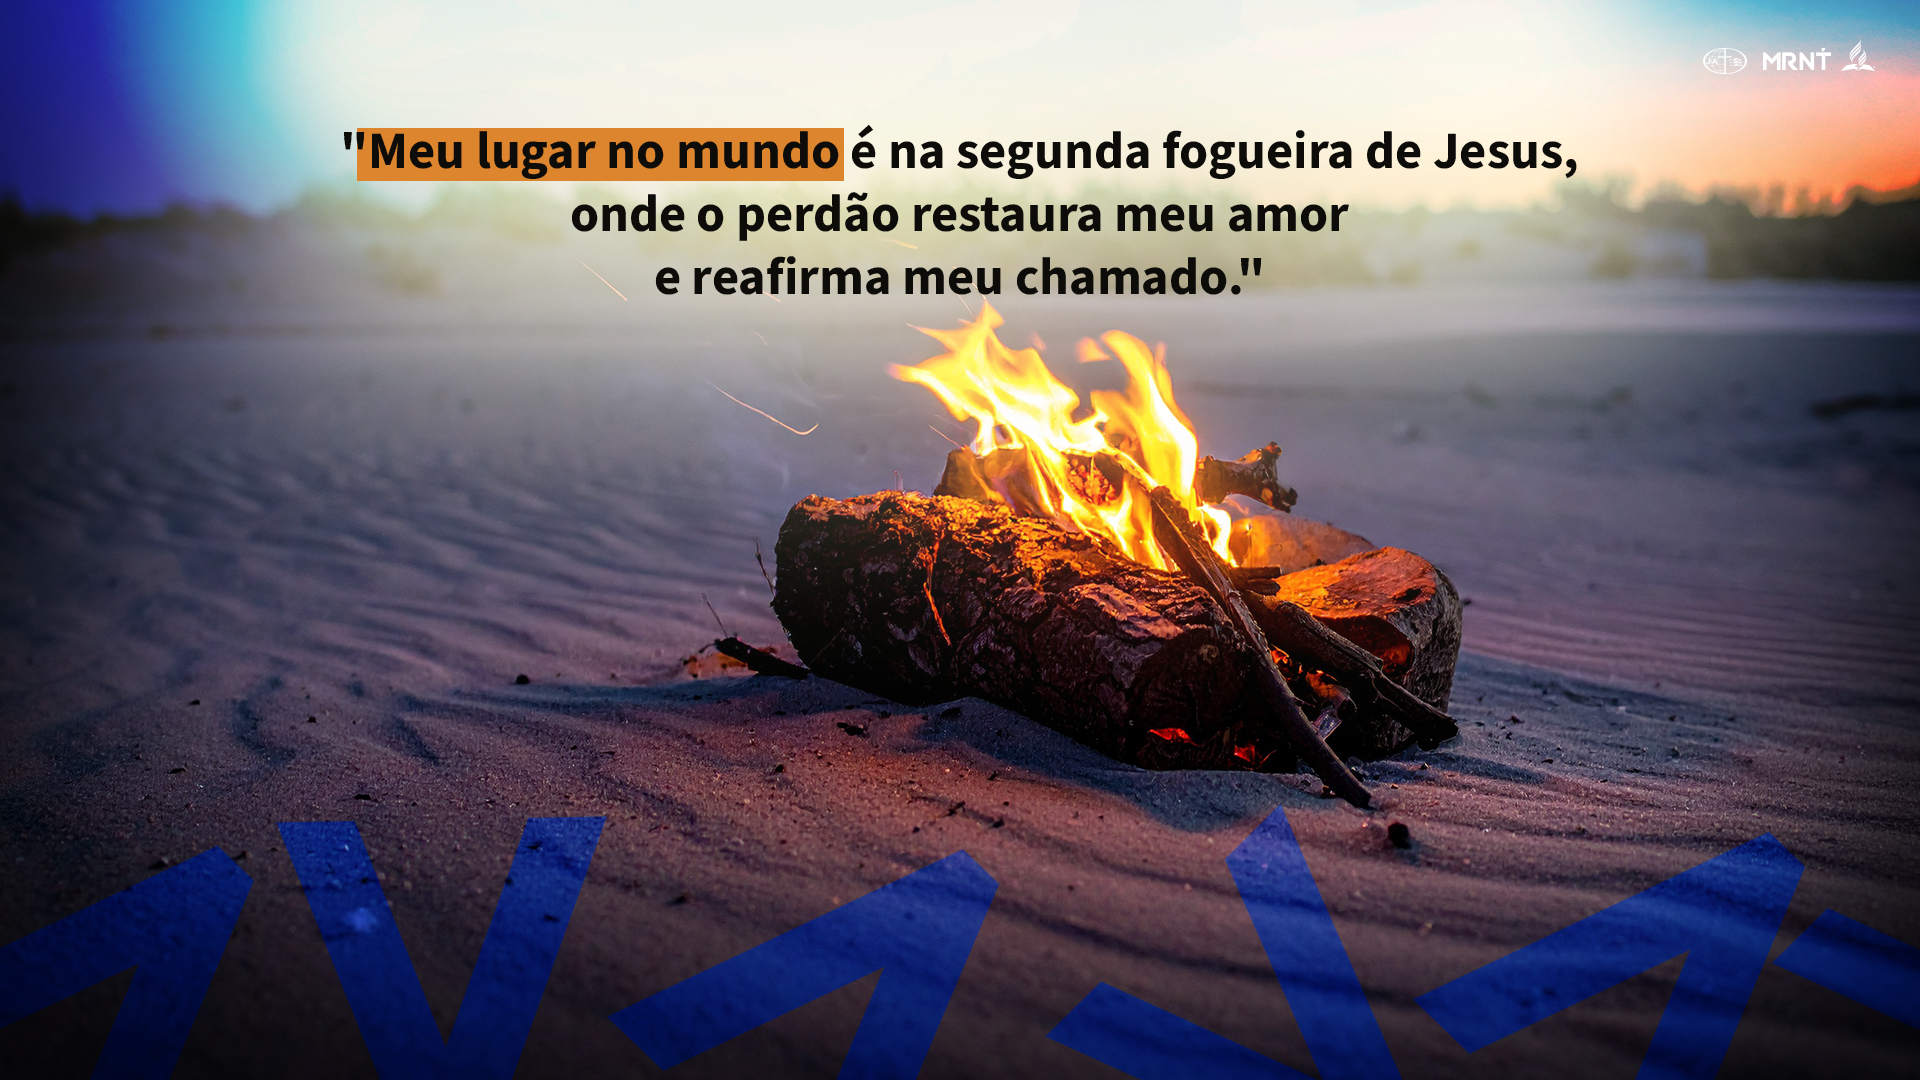 MRNT
"Meu lugar no mundo é na segunda fogueira de Jesus,
onde o perdão restaura meu amor
e reafirma meu chamado."